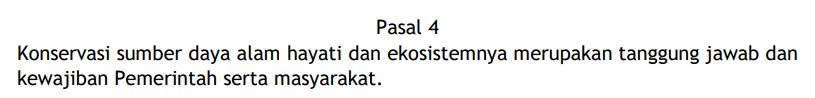 Pasal 4
Konservasi sumber daya alam hayati dan ekosistemnya merupakan tanggung jawab dan
kewajiban Pemerintah serta masyarakat.